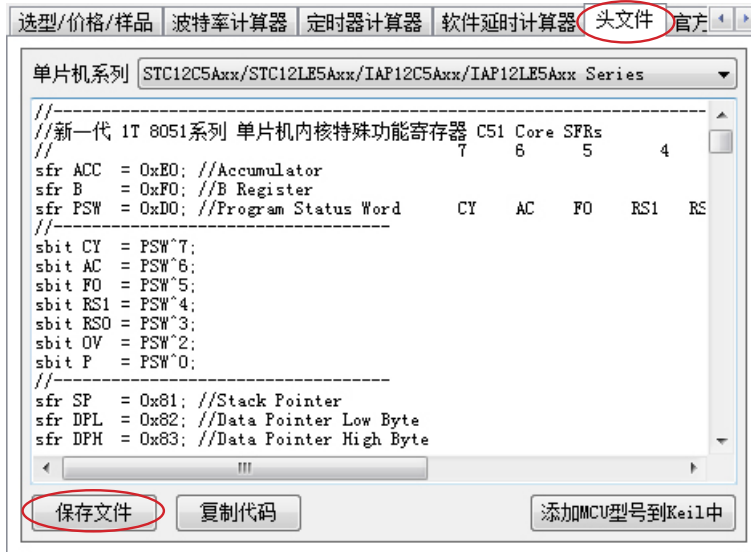 选型/价格/样品 波特率计算器 定时器计算器 软件延时计算器 头文件 官方
单片机系列 STC12C5Axx/STC12LE5Axx/IAP12C5Axx/IAP12LE5Axx Series
//--------------------------------------------------------------------
//新一代 1T 8051系列 单片机内核特殊功能寄存器 C51 Core SFRs
// 7 6 5 4
sfr ACC = 0xE0; //Accumulator
sfr B = 0xF0; //B Register
sfr PSW = 0xD0; //Program Status Word CY AC F0 RS1 RS
//-----------------------------------
sbit CY = PSW^7;
sbit AC = PSW^6;
sbit F0 = PSW^5;
sbit RS1 = PSW^4;
sbit RS0 = PSW^3;
sbit OV = PSW^2;
sbit P = PSW^0;
//-----------------------------------
sfr SP = 0x81; //Stack Pointer
sfr DPL = 0x82; //Data Pointer Low Byte
sfr DPH = 0x83; //Data Pointer High Byte
保存文件 复制代码 添加MCU型号到Keil中